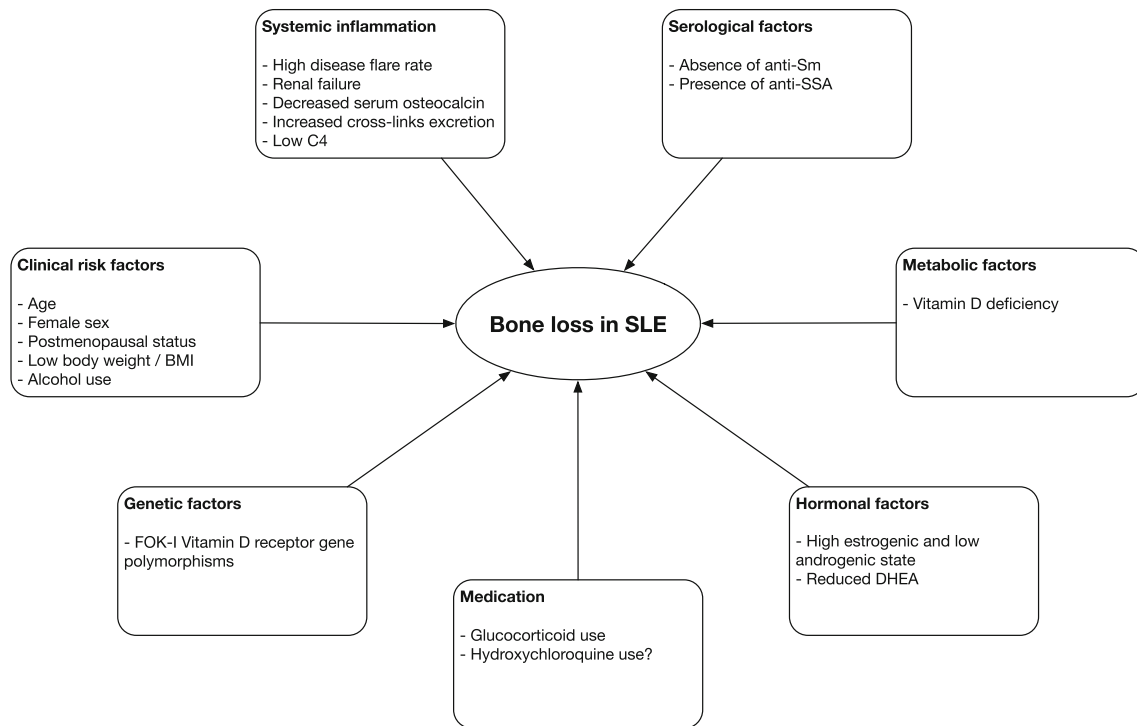 Systemic inflammation
- High disease flare rate
- Renal failure
- Decreased serum osteocalcin
- Increased cross-links excretion
- Low C4
Serological factors
- Absence of anti-Sm
- Presence of anti-SSA
Clinical risk factors
- Age
- Female sex
- Postmenopausal status
- Low body weight / BMI
- Alcohol use
Bone loss in SLE
Metabolic factors
- Vitamin D deficiency
Genetic factors
- FOK-I Vitamin D receptor gene
polymorphisms
Medication
- Glucocorticoid use
- Hydroxychloroquine use?
Hormonal factors
- High estrogenic and low
androgenic state
- Reduced DHEA